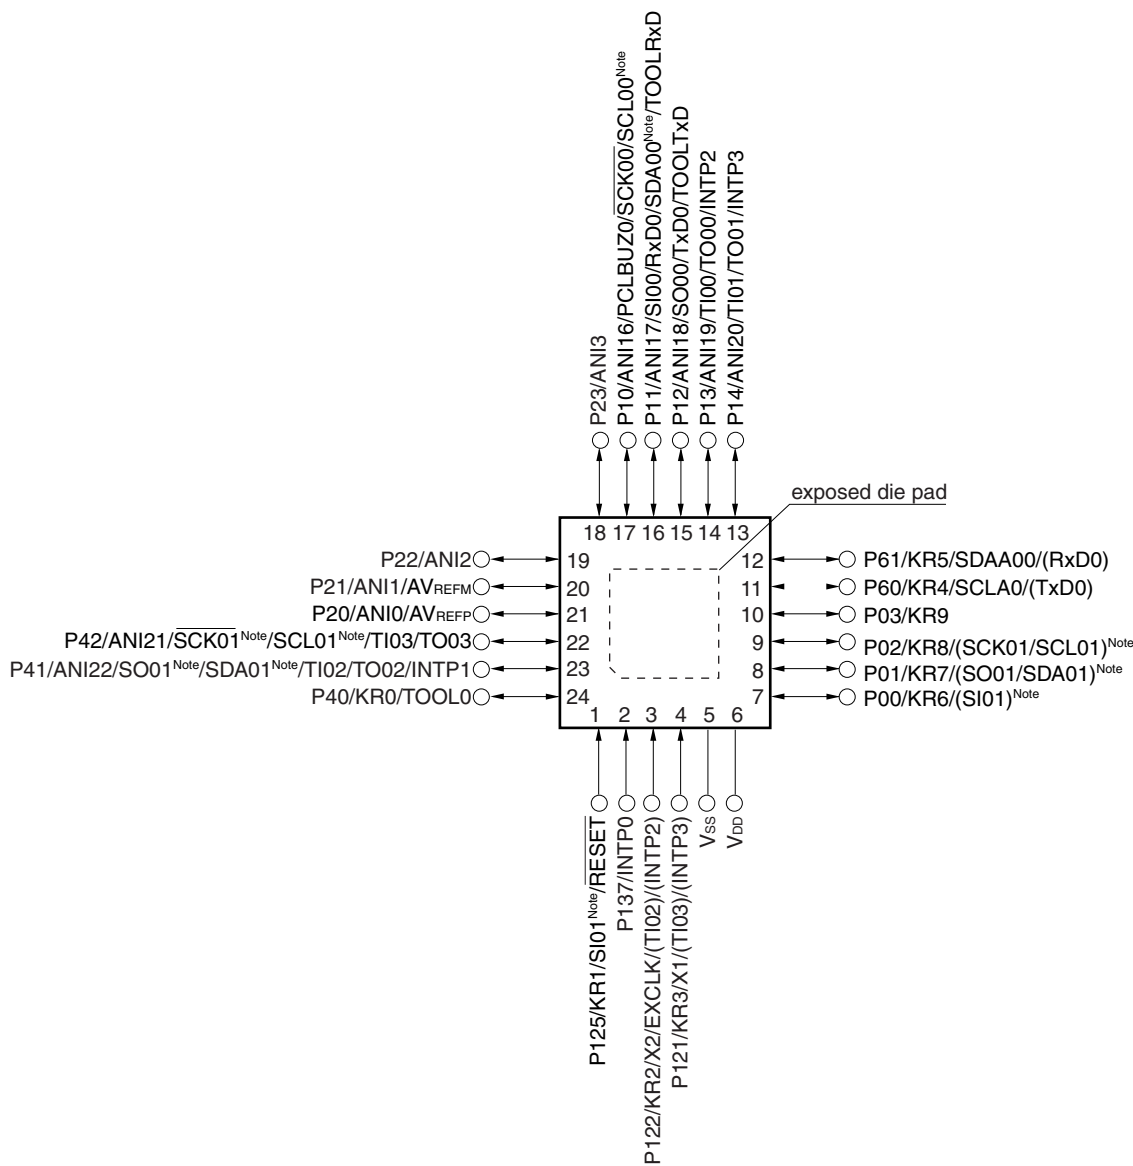 P23/ANI3
P10/ANI16/PCLBUZ0/SCK00/SCL00Note
P11/ANI17/SI00/RxD0/SDA00Note/TOOLRxD
P12/ANI18/SO00/TxD0/TOOLTxD
P13/ANI19/TI00/TO00/INTP2
P14/ANI20/TI01/TO01/INTP3
exposed die pad
18 17 16 15 14 13
P22/ANI2 19
P21/ANI1/AVREFM 20
P20/ANI0/AVREFP 21
P42/ANI21/SCK01Note/SCL01Note/TI03/TO03 22
P41/ANI22/SO01Note/SDA01Note/TI02/TO02/INTP1 23
P40/KR0/TOOL0 24
12 P61/KR5/SDAA00/(RxD0)
11 P60/KR4/SCLA0/(TxD0)
10 P03/KR9
9 P02/KR8/(SCK01/SCL01)Note
8 P01/KR7/(SO01/SDA01)Note
7 P00/KR6/(SI01)Note
1 2 3 4 5 6
P125/KR1/SI01Note/RESET
P137/INTP0
P122/KR2/X2/EXCLK/(TI02)/(INTP2)
P121/KR3/X1/(TI03)/(INTP3)
VSS
VDD